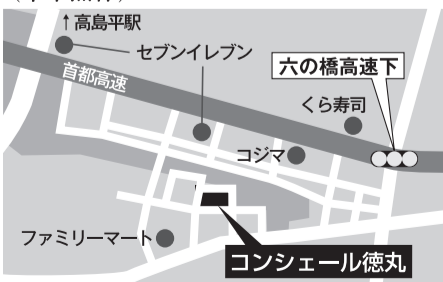 ↑高島平駅
セブンイレブン
首都高速
六の橋高速下
くら寿司
コジマ
ファミリーマート
コンシェール徳丸